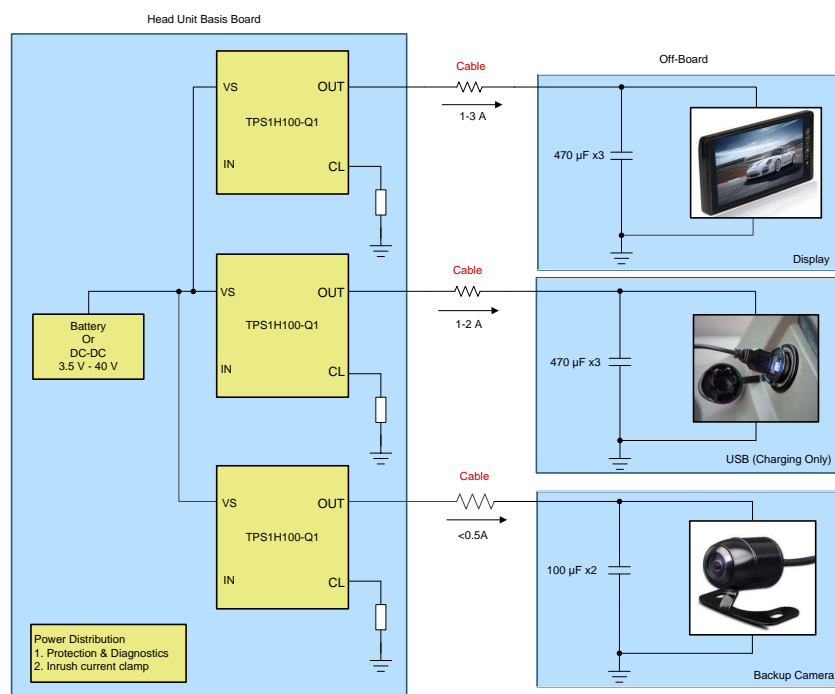 Head Unit Basis Board
VS
OUT
TPS1H100-Q1
IN
CL
Cable
1-3 A
Off-Board
470 µF x3
Display
VS
OUT
TPS1H100-Q1
IN
CL
Cable
1-2 A
470 µF x3
USB (Charging Only)
Battery
Or
DC-DC
3.5 V - 40 V
VS
OUT
TPS1H100-Q1
IN
CL
Cable
<0.5A
100 µF x2
Backup Camera
Power Distribution
1. Protection & Diagnostics
2. Inrush current clamp